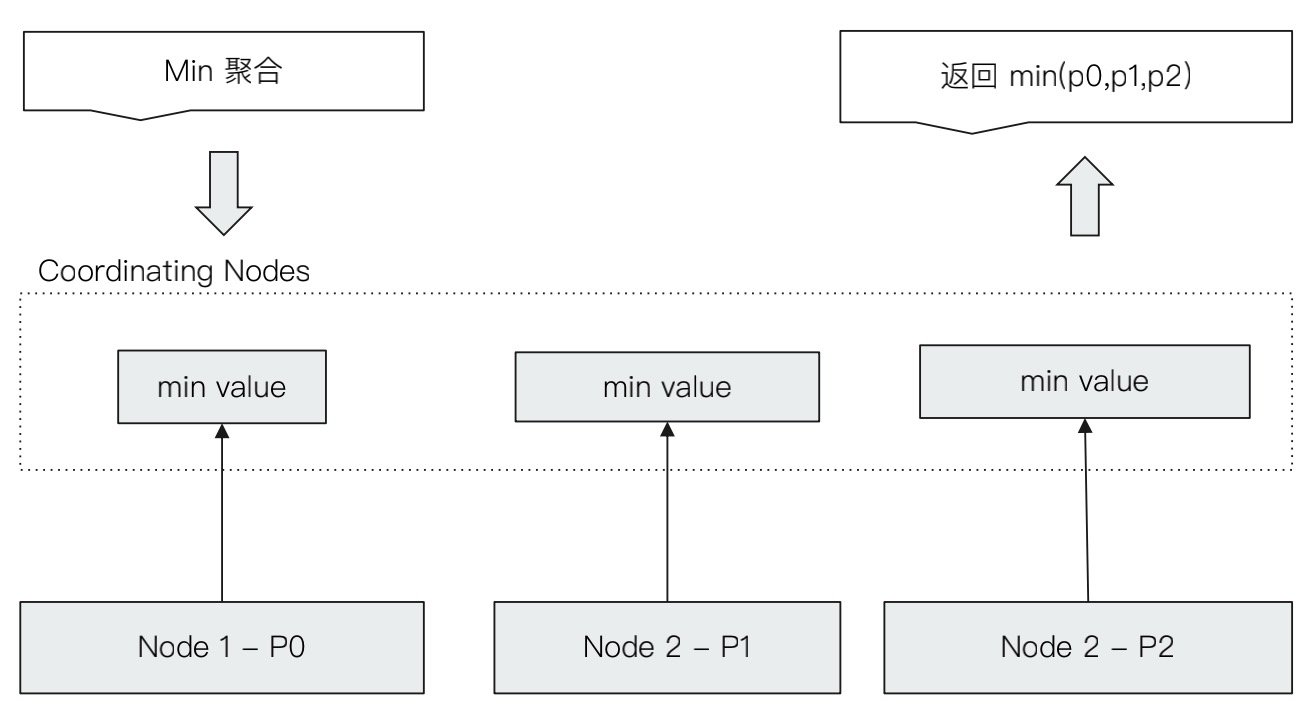 Min 聚合
返回 min(p0,p1,p2)
Coordinating Nodes
min value
min value
min value
Node 1 – P0
Node 2 – P1
Node 2 – P2